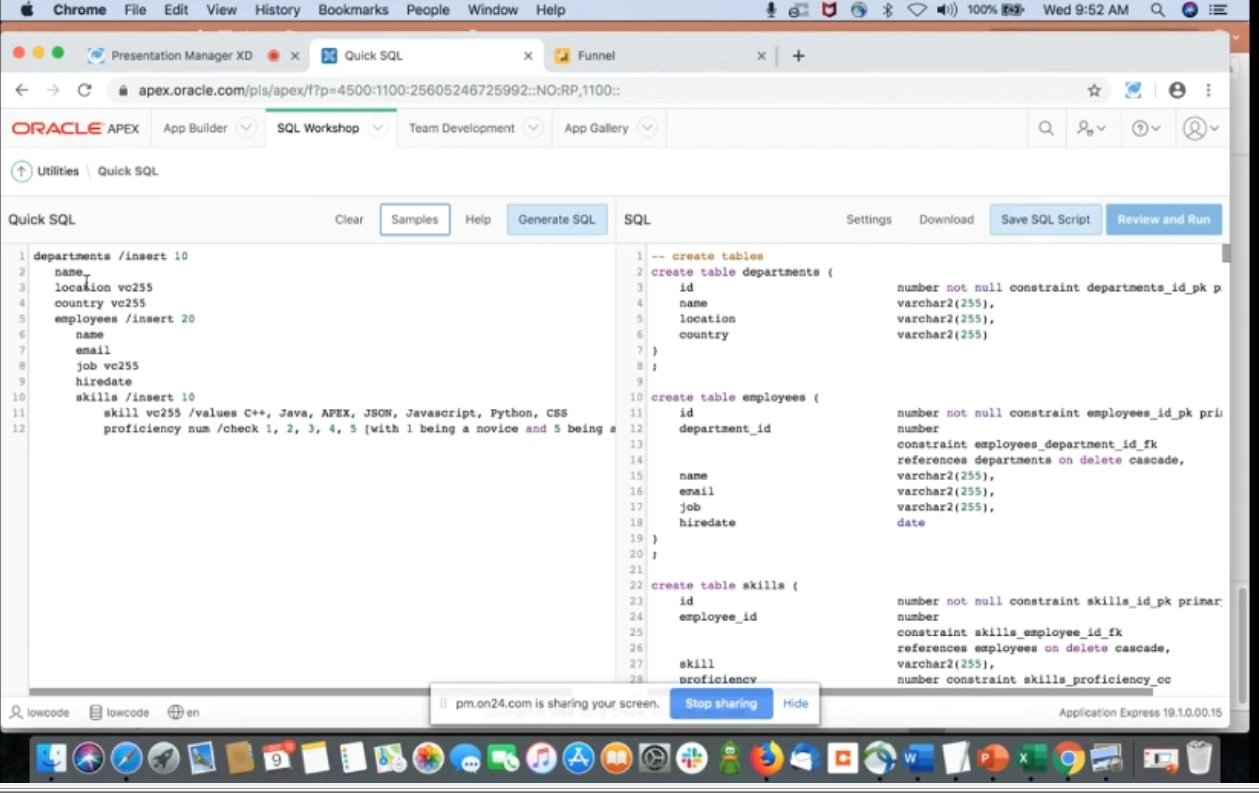 Chrome File Edit View History Bookmarks People Window Help 100% Wed 9:52 AM
Presentation Manager XD Quick SQL Funnel
apex.oracle.com/pls/apex/f?p=4500:1100:25605246725992::NO:RP,1100::
ORACLE APEX App Builder SQL Workshop Team Development App Gallery
Utilities \ Quick SQL
Quick SQL Clear Samples Help Generate SQL SQL Settings Download Save SQL Script Review and Run
1 departments /insert 10
2 name
3 location vc255
4 country vc255
5 employees /insert 20
6 name
7 email
8 job vc255
9 hiredate
10 skills /insert 10
11 skill vc255 /values C++, Java, APEX, JSON, Javascript, Python, CSS
12 proficiency num /check 1, 2, 3, 4, 5 [with 1 being a novice and 5 being a
1 -- create tables
2 create table departments (
3 id number not null constraint departments_id_pk p
4 name varchar2(255),
5 location varchar2(255),
6 country varchar2(255)
7 )
8 ;
9
10 create table employees (
11 id number not null constraint employees_id_pk pri
12 department_id number
13 constraint employees_department_id_fk
14 references departments on delete cascade,
15 name varchar2(255),
16 email varchar2(255),
17 job varchar2(255),
18 hiredate date
19 )
20 ;
21
22 create table skills (
23 id number not null constraint skills_id_pk primar
24 employee_id number
25 constraint skills_employee_id_fk
26 references employees on delete cascade,
27 skill varchar2(255),
28 proficiency number constraint skills_proficiency_cc
pm.on24.com is sharing your screen. Stop sharing Hide
lowcode lowcode en Application Express 19.1.0.00.15
9